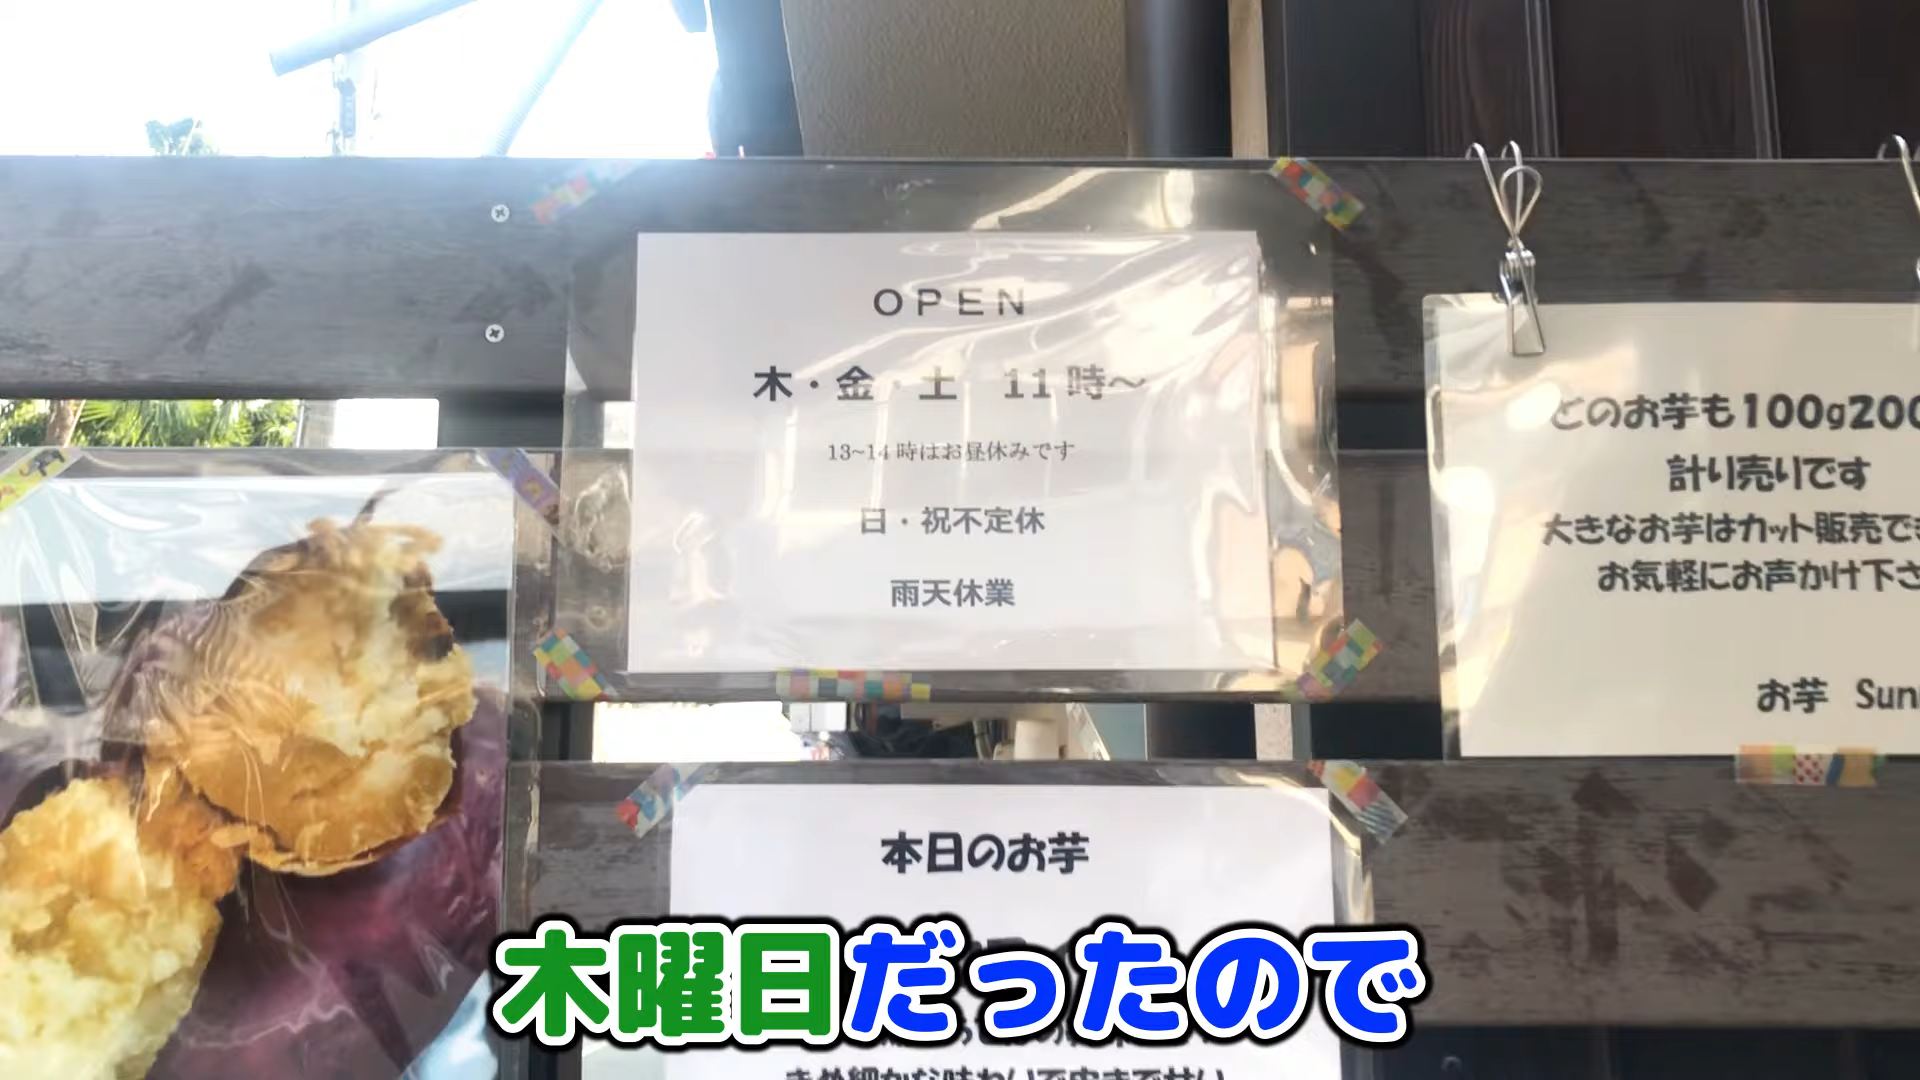 OPEN
木・金・土 11時～
13~14時はお昼休みです
日・祝不定休
雨天休業
どのお芋も100g200
計り売りです
大きなお芋はカット販売でき
お気軽にお声かけ下さ
お芋 Sun
本日のお芋
木曜日だったので